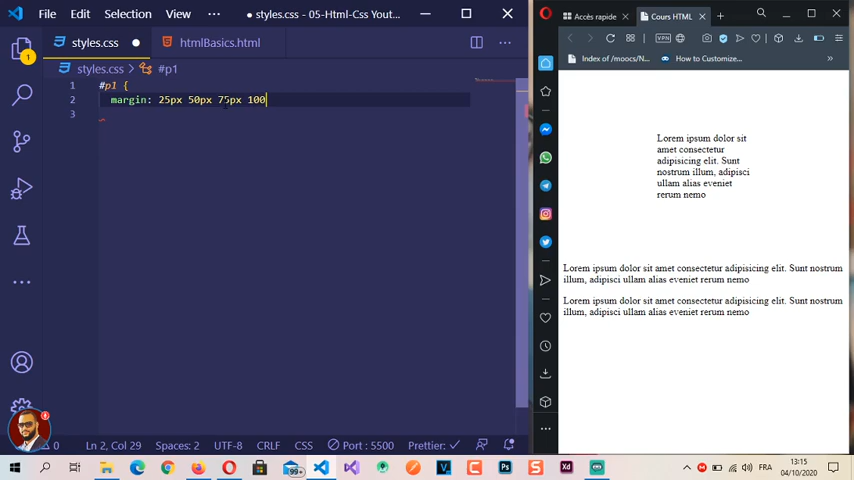 File Edit Selection View ··· ● styles.css - 05-Html-Css Yout...
styles.css ● htmlBasics.html
styles.css > #p1
1 #p1 {
2 margin: 25px 50px 75px 100
3
0 Ln 2, Col 29 Spaces: 2 UTF-8 CRLF CSS Port : 5500 Prettier: ✓
Accès rapide Cours HTML
VPN
Index of /moocs/N... How to Customize...
Lorem ipsum dolor sit
amet consectetur
adipisicing elit. Sunt
nostrum illum, adipisci
ullam alias eveniet
rerum nemo
Lorem ipsum dolor sit amet consectetur adipisicing elit. Sunt nostrum
illum, adipisci ullam alias eveniet rerum nemo
Lorem ipsum dolor sit amet consectetur adipisicing elit. Sunt nostrum
illum, adipisci ullam alias eveniet rerum nemo
99+ Ps Xd FRA 13:15
04/10/2020